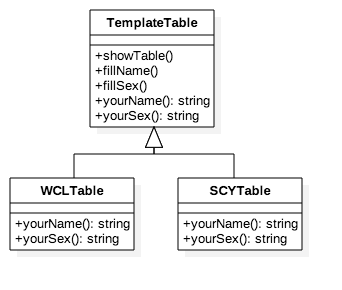 TemplateTable
+showTable()
+fillName()
+fillSex()
+yourName(): string
+yourSex(): string
WCLTable
+yourName(): string
+yourSex(): string
SCYTable
+yourName(): string
+yourSex(): string